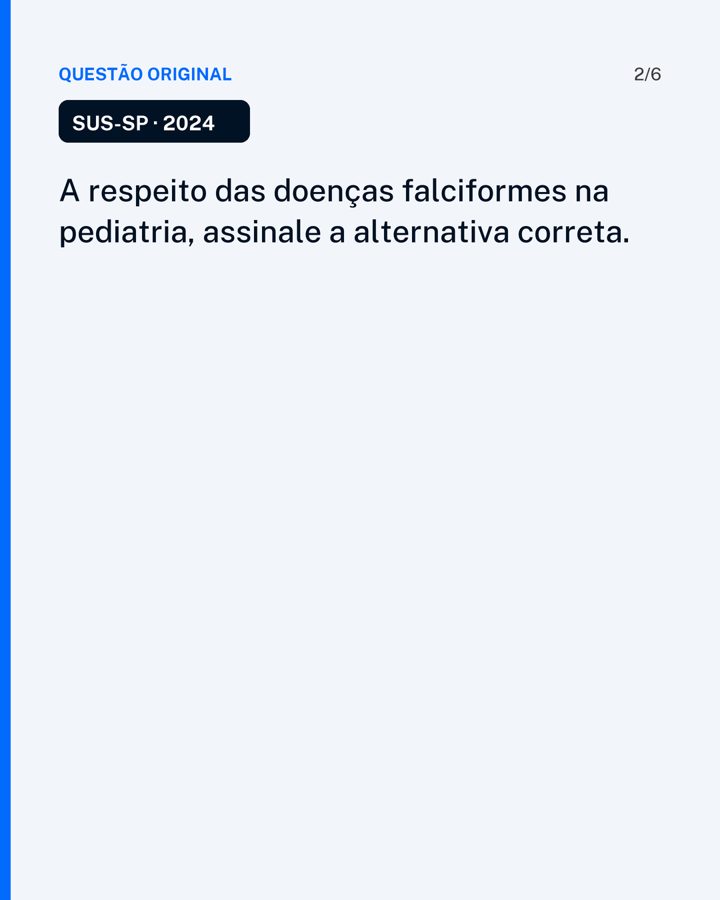 QUESTÃO ORIGINAL
2/6
SUS-SP · 2024
A respeito das doenças falciformes na
pediatria, assinale a alternativa correta.